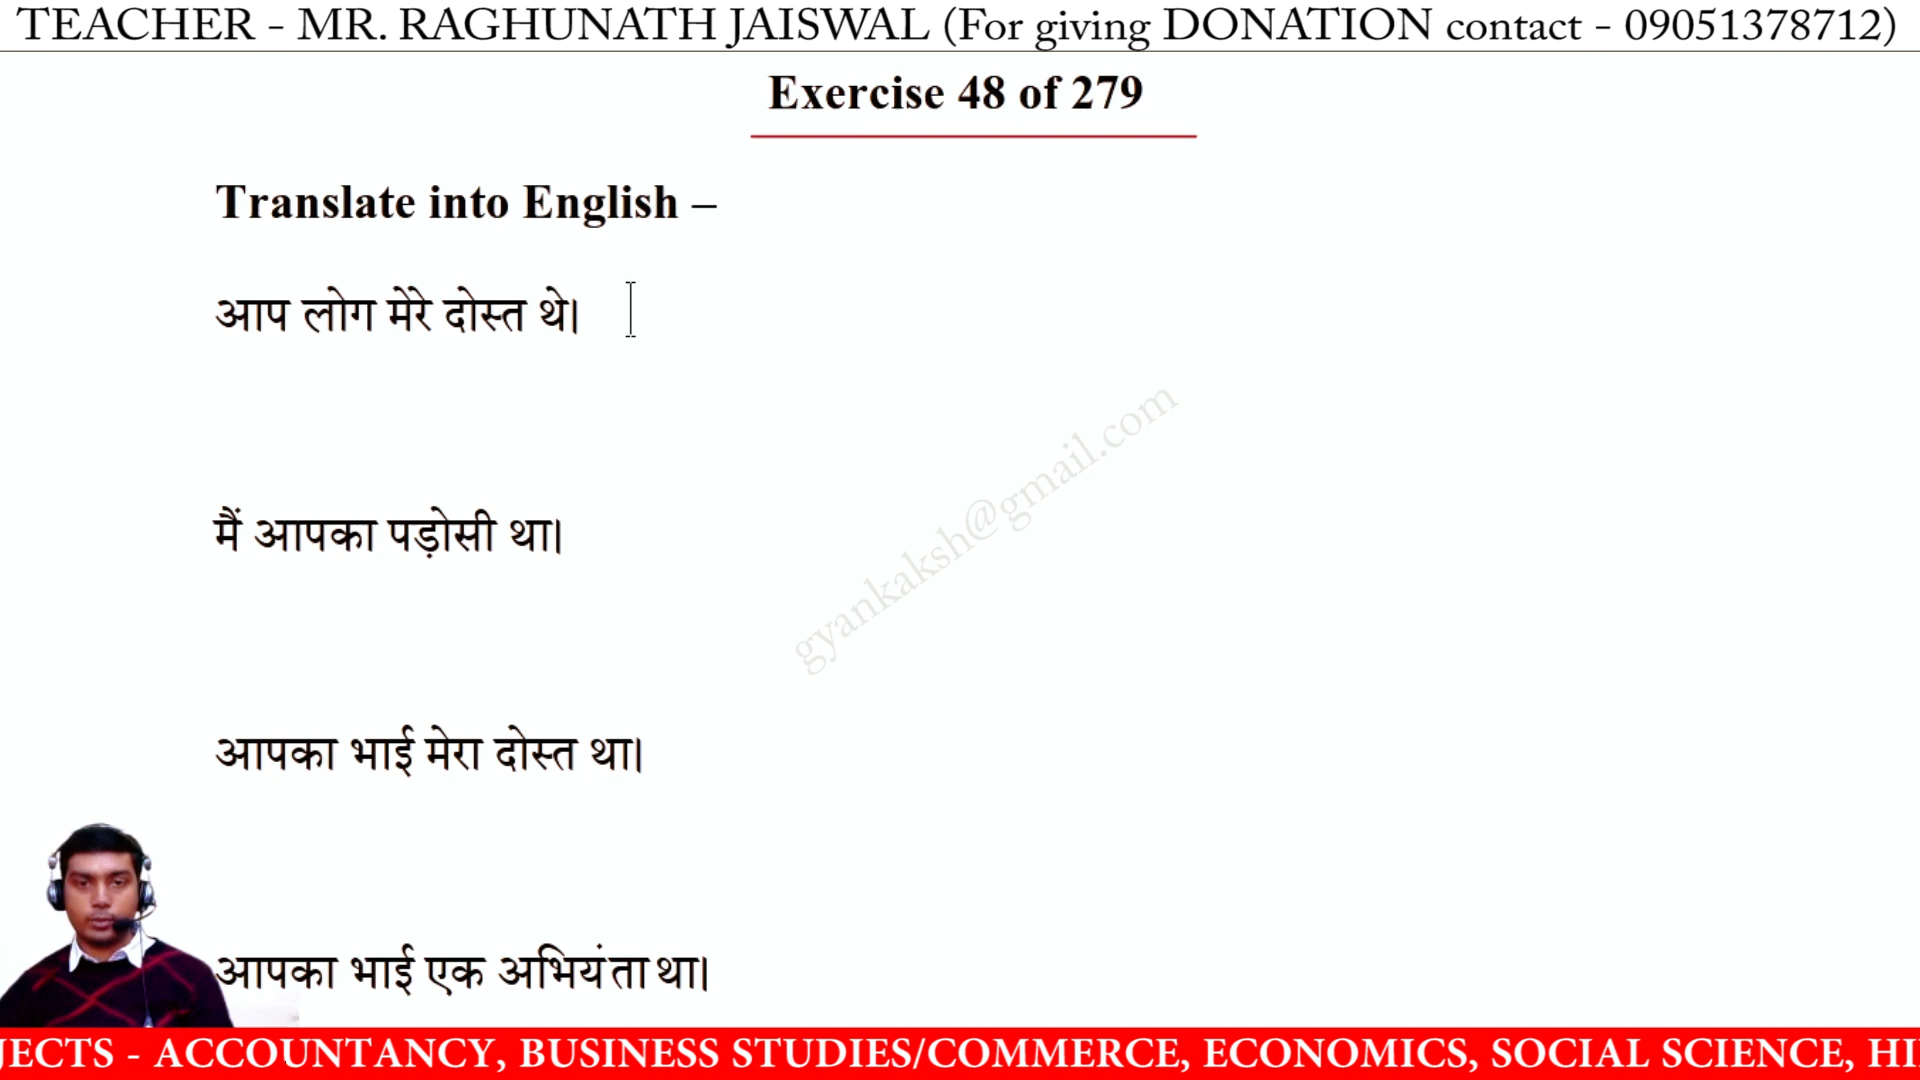 TEACHER - MR. RAGHUNATH JAISWAL (For giving DONATION contact - 09051378712)
Exercise 48 of 279
Translate into English –
आप लोग मेरे दोस्त थे।
मैं आपका पड़ोसी था।
gyankaksh@gmail.com
आपका भाई मेरा दोस्त था।
आपका भाई एक अभियंता था।
JECTS - ACCOUNTANCY, BUSINESS STUDIES/COMMERCE, ECONOMICS, SOCIAL SCIENCE, HI